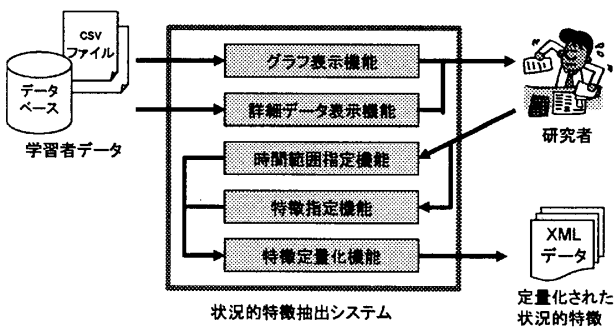 CSV
ファイル
データ
ベース
学習者データ
グラフ表示機能
詳細データ表示機能
時間範囲指定機能
特徴指定機能
特徴定量化機能
状況的特徴抽出システム
研究者
XML
データ
定量化された
状況的特徴